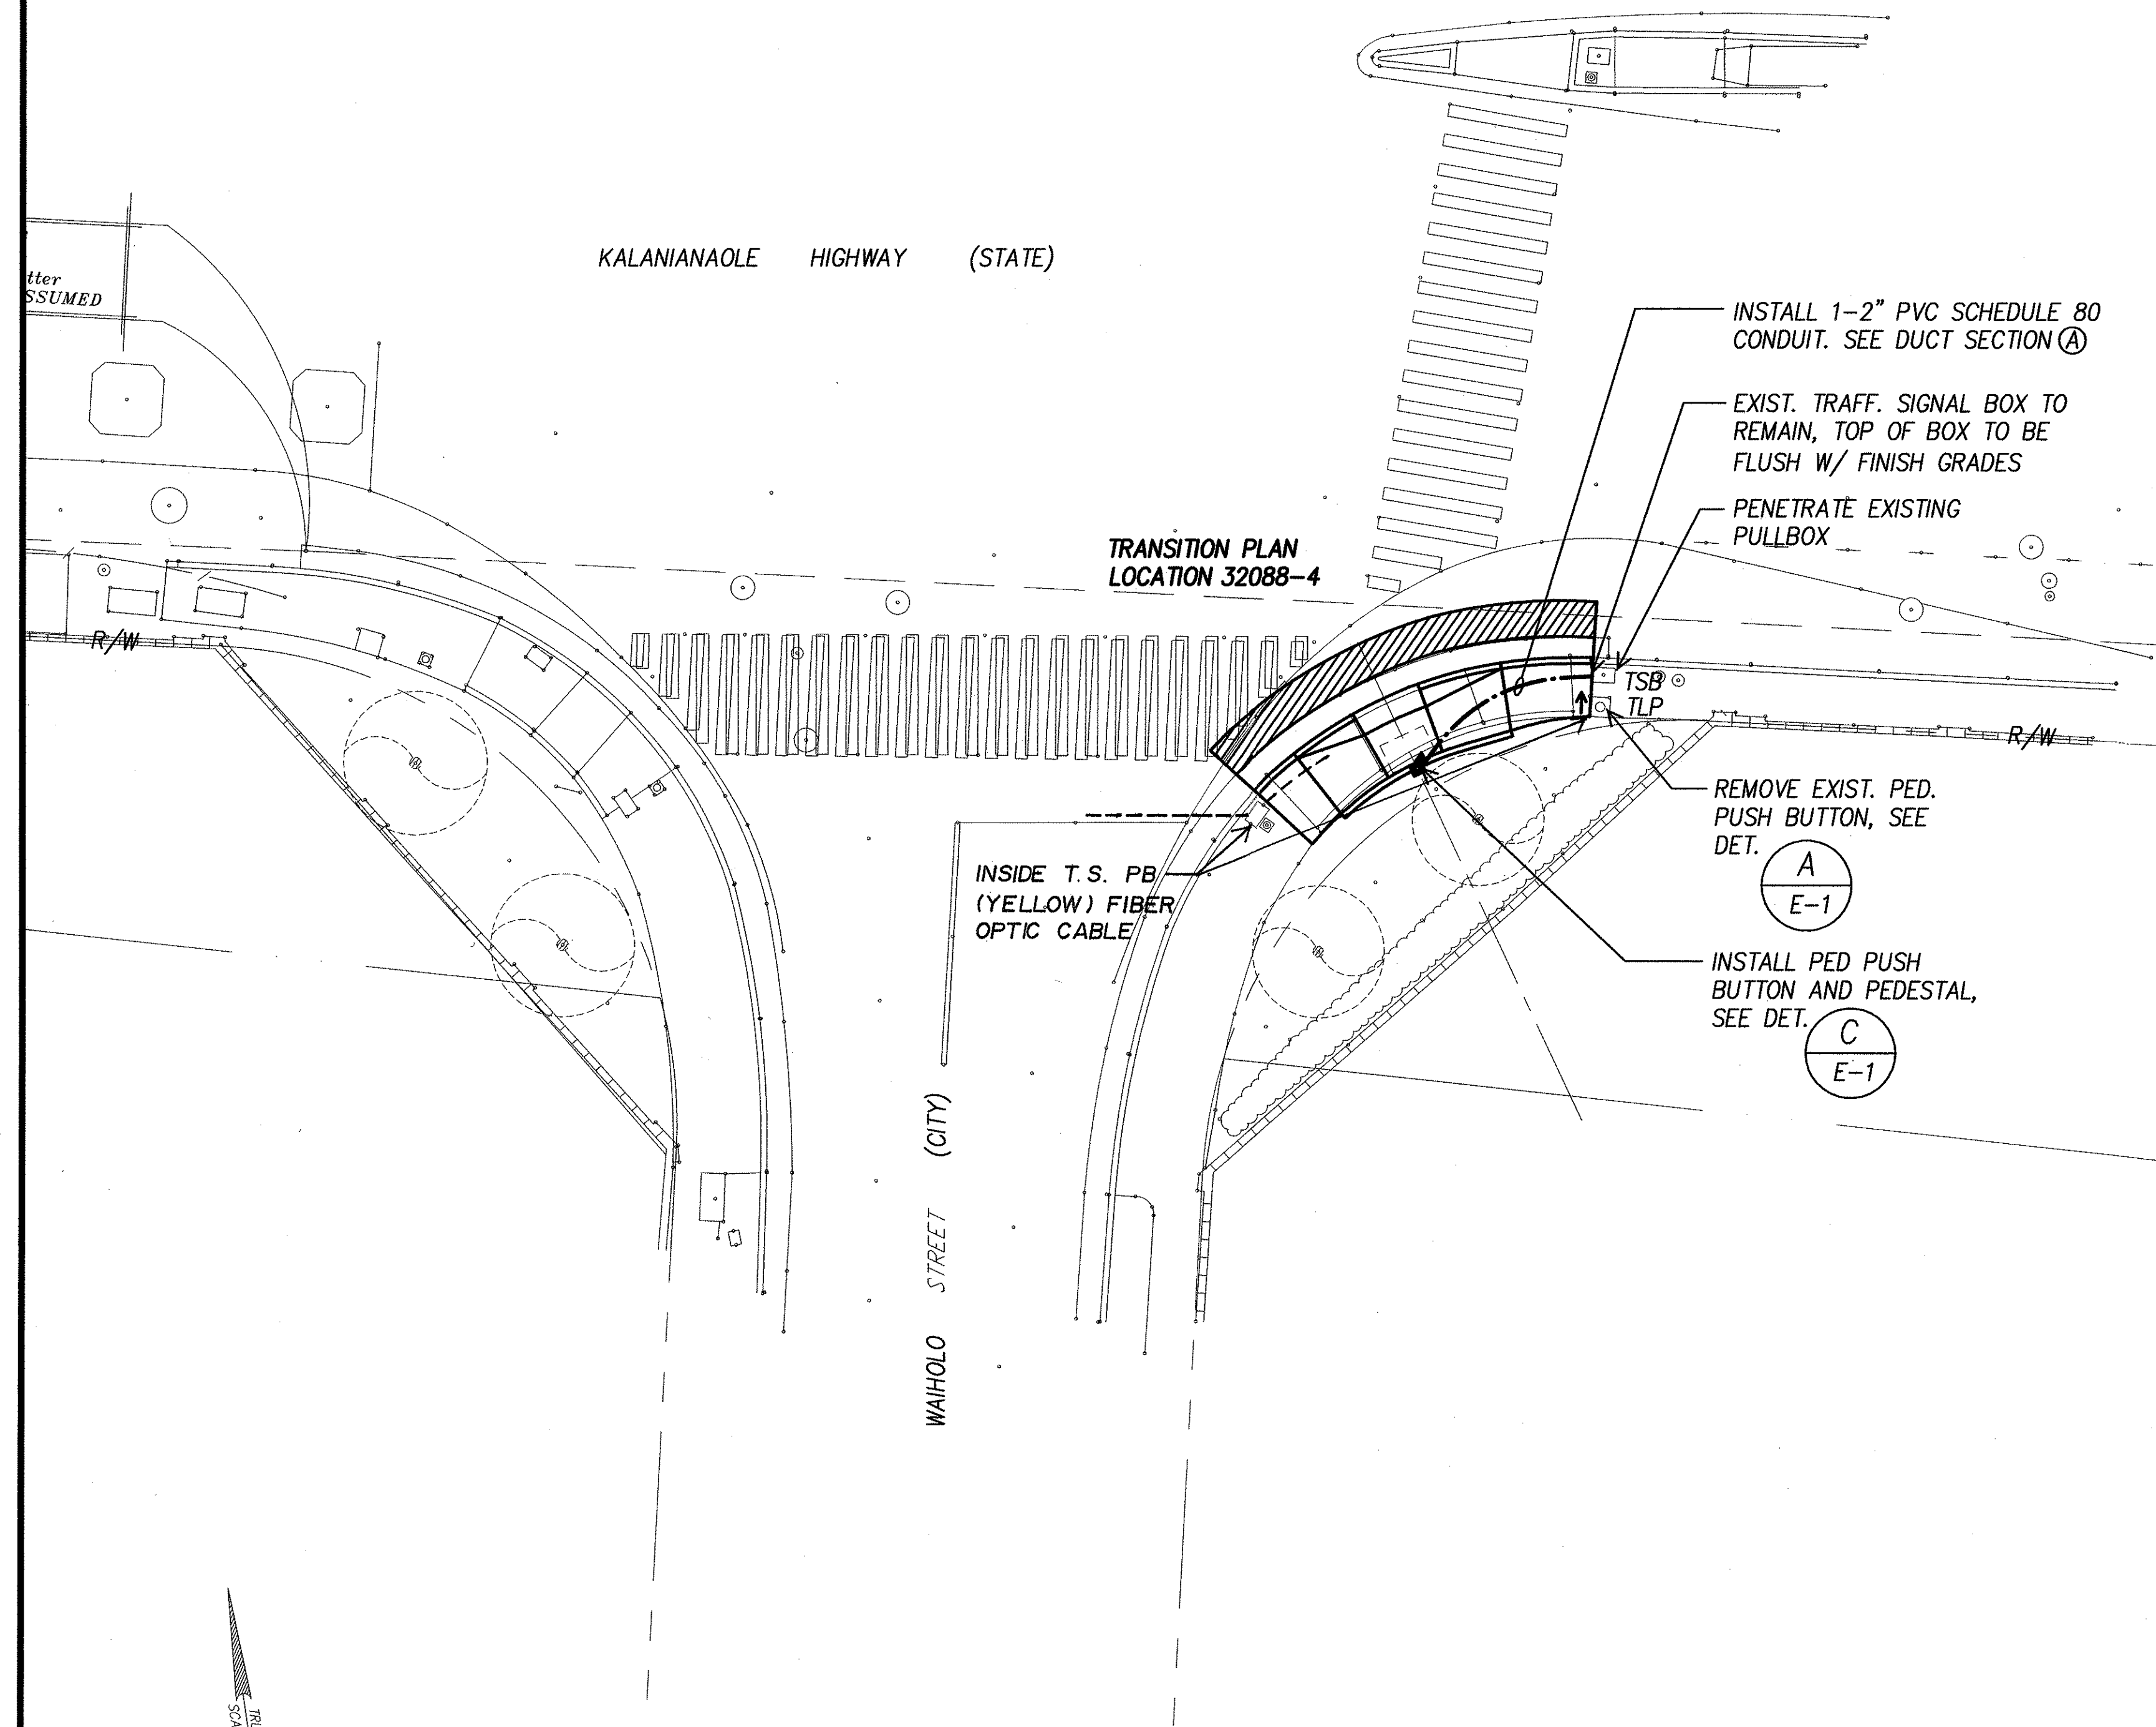 KALANIANAOLE HIGHWAY (STATE)
tter
SSUMED
INSTALL 1-2" PVC SCHEDULE 80
CONDUIT. SEE DUCT SECTION A
EXIST. TRAFF. SIGNAL BOX TO
REMAIN, TOP OF BOX TO BE
FLUSH W/ FINISH GRADES
PENETRATE EXISTING
PULLBOX
TRANSITION PLAN
LOCATION 32088-4
R/W
TSB
TLP
R/W
REMOVE EXIST. PED.
PUSH BUTTON, SEE
DET.
A
E-1
INSIDE T.S. PB
(YELLOW) FIBER
OPTIC CABLE
INSTALL PED PUSH
BUTTON AND PEDESTAL,
SEE DET.
C
E-1
WAIHOLO STREET (CITY)
TRU
SCA